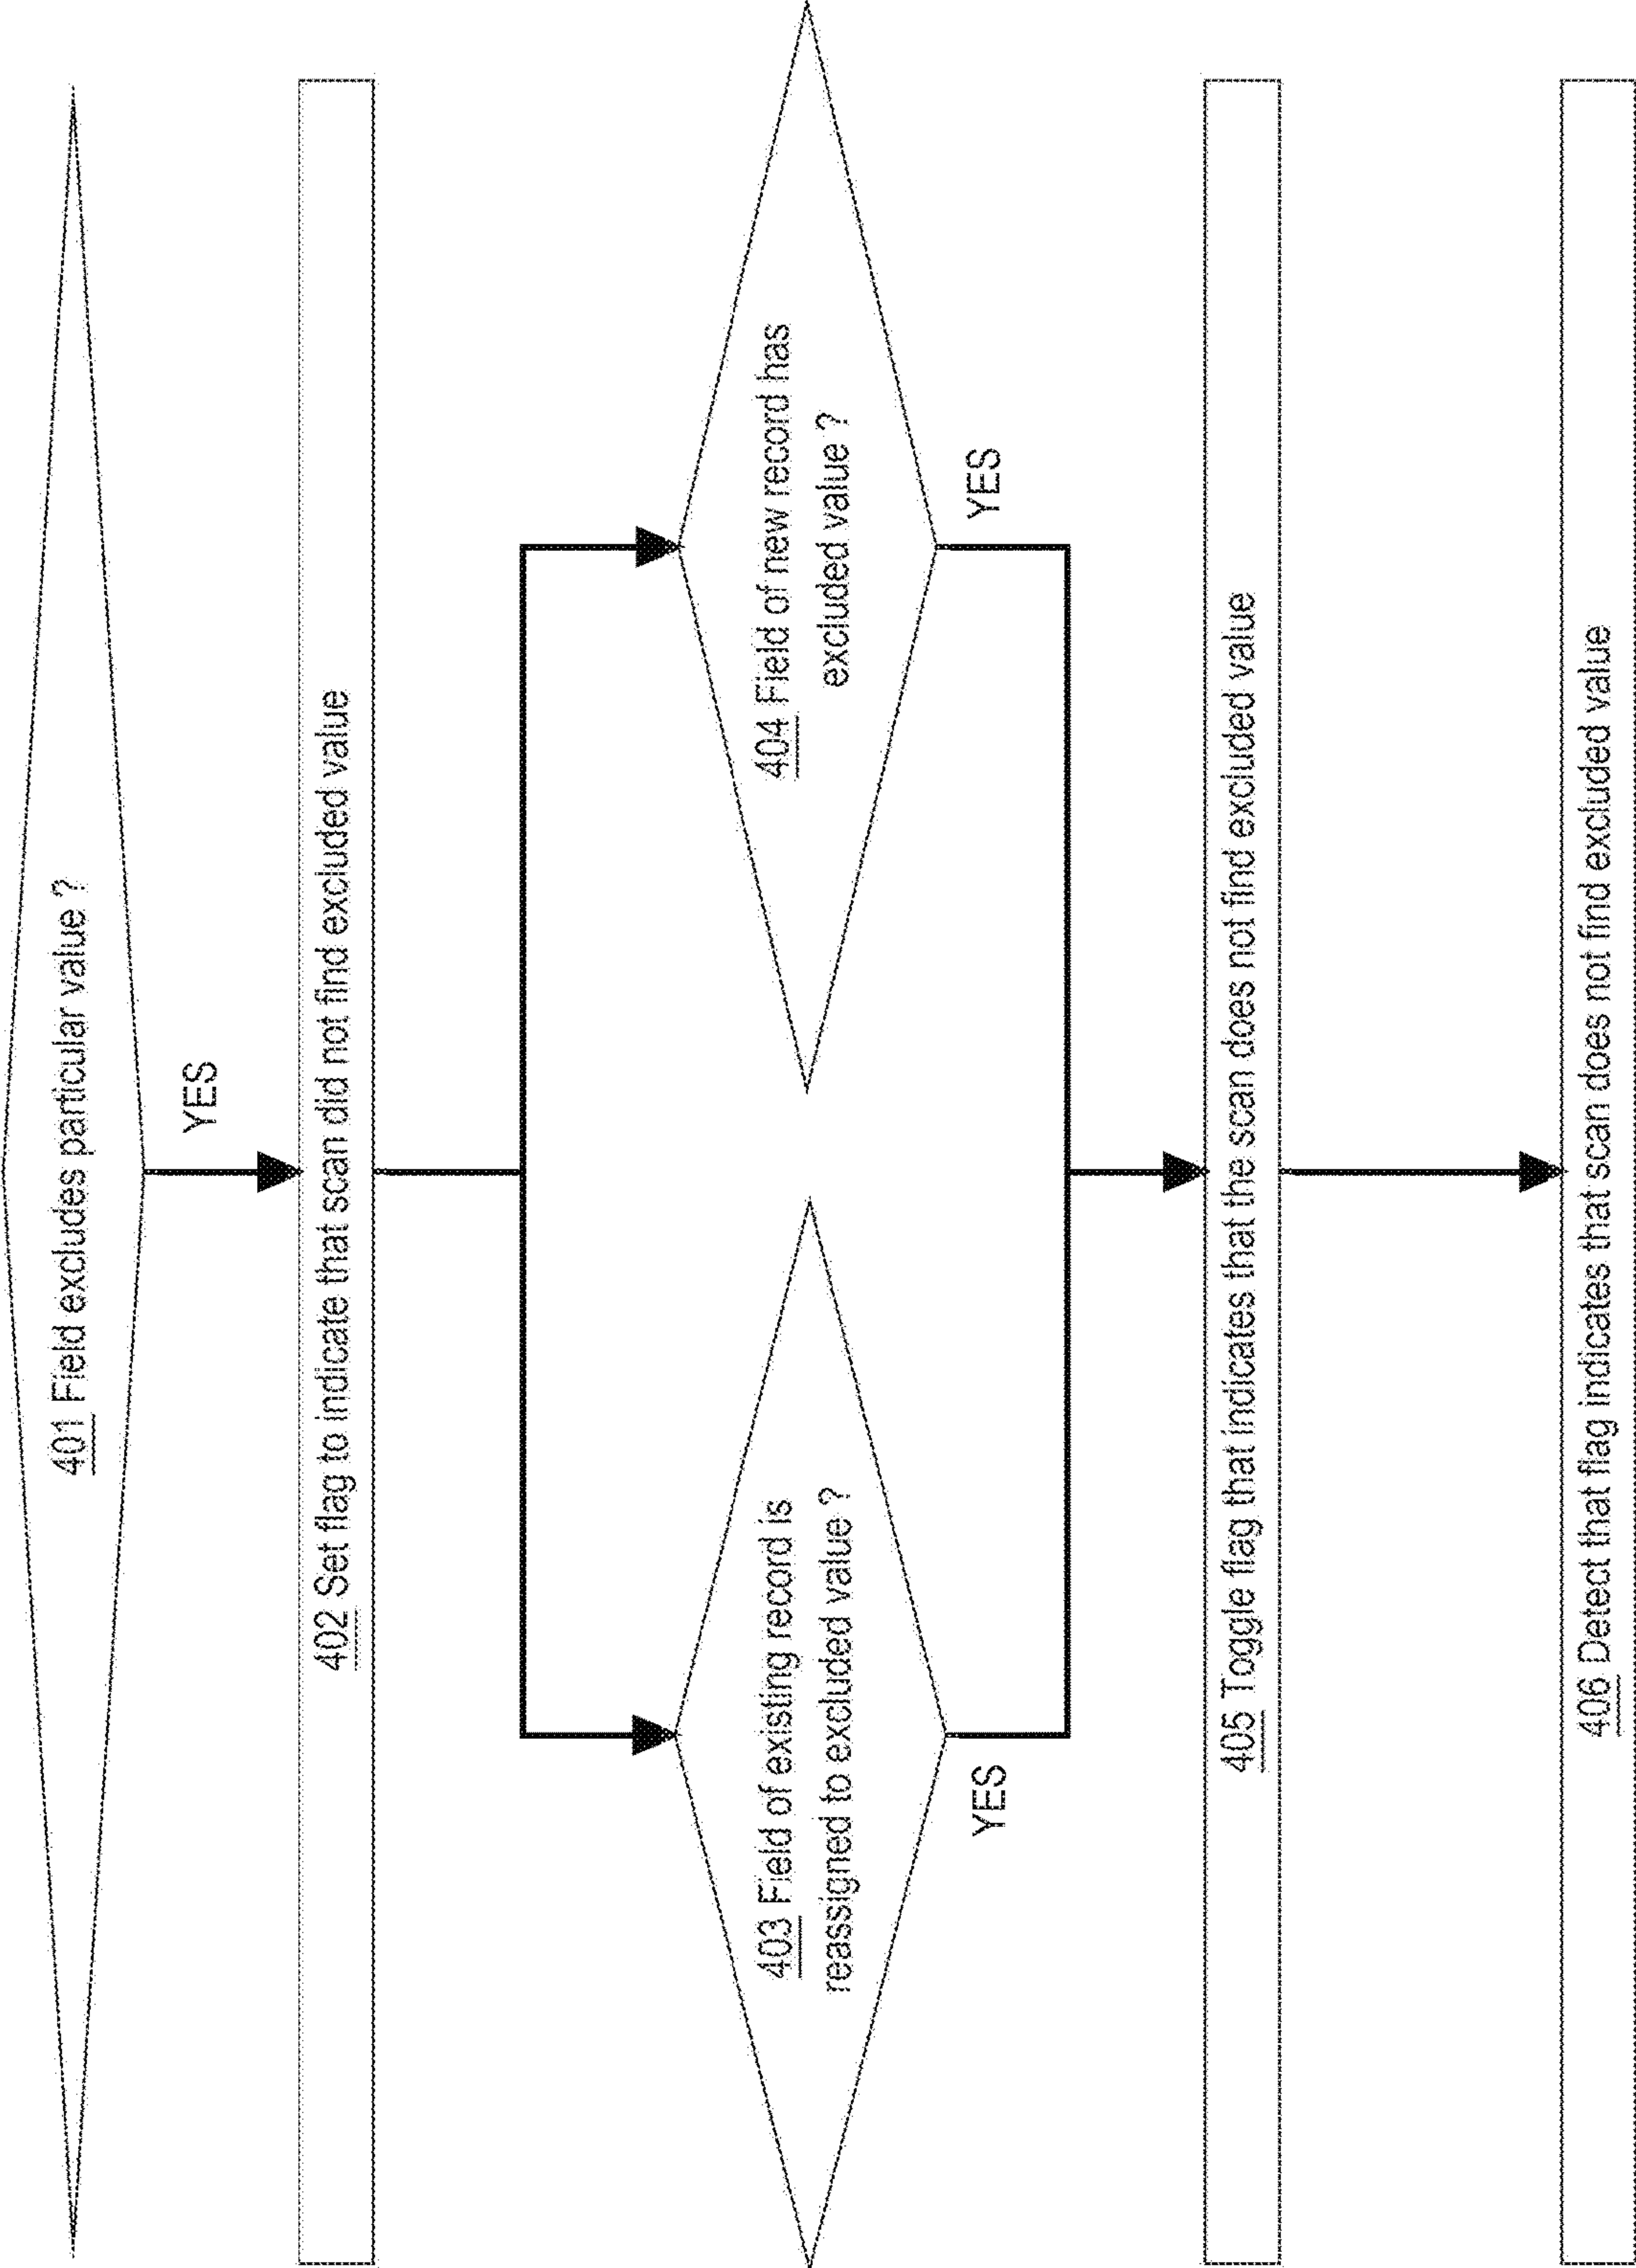 401 Field excludes particular value ?
YES
402 Set flag to indicate that scan did not find excluded value
403 Field of existing record is
reassigned to excluded value ?
YES
404 Field of new record has
excluded value ?
YES
405 Toggle flag that indicates that the scan does not find excluded value
406 Detect that flag indicates that scan does not find excluded value